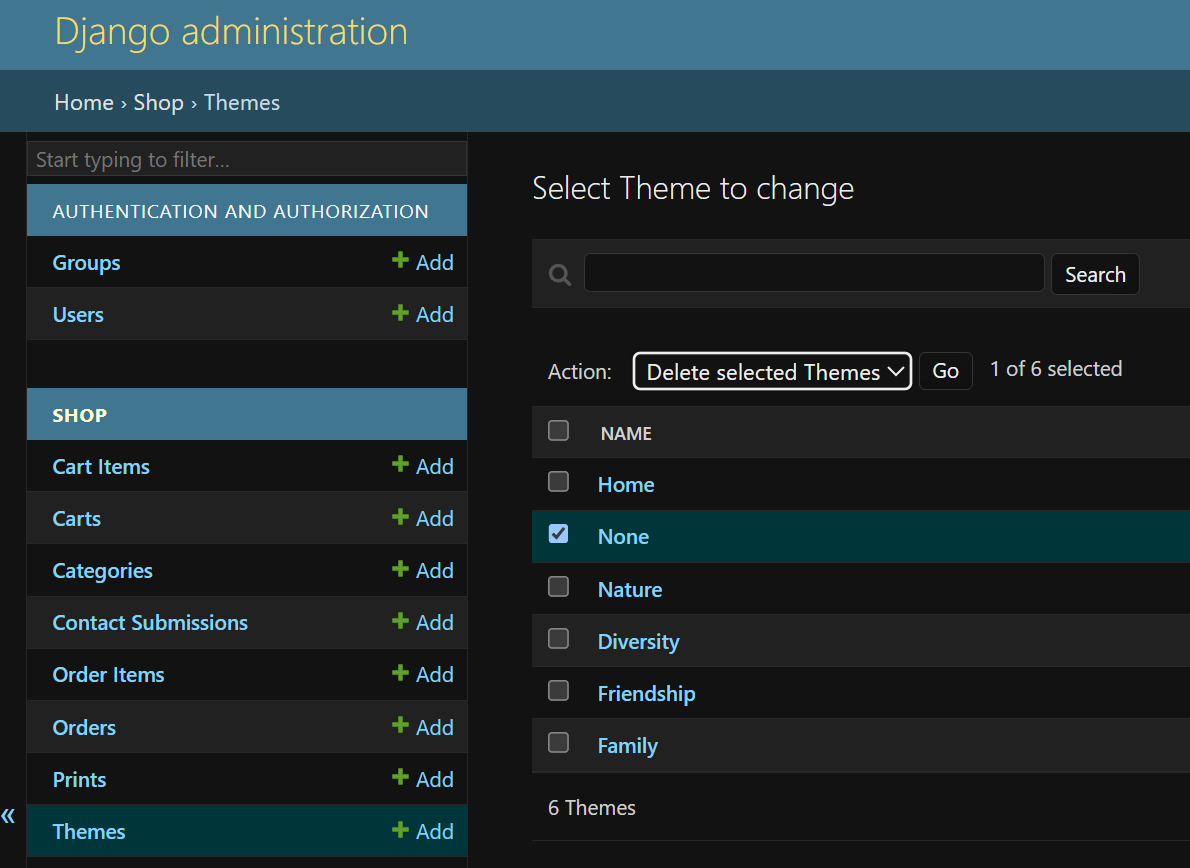 Django administration
Home › Shop › Themes
Start typing to filter...
AUTHENTICATION AND AUTHORIZATION
Groups + Add
Users + Add
SHOP
Cart Items + Add
Carts + Add
Categories + Add
Contact Submissions + Add
Order Items + Add
Orders + Add
Prints + Add
Themes + Add
«
Select Theme to change
Search
Action: Delete selected Themes Go 1 of 6 selected
NAME
Home
None
Nature
Diversity
Friendship
Family
6 Themes